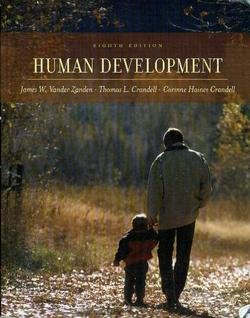 EIGHTH EDITION
HUMAN DEVELOPMENT
James W. Vander Zanden · Thomas L. Crandell · Corinne Haines Crandell